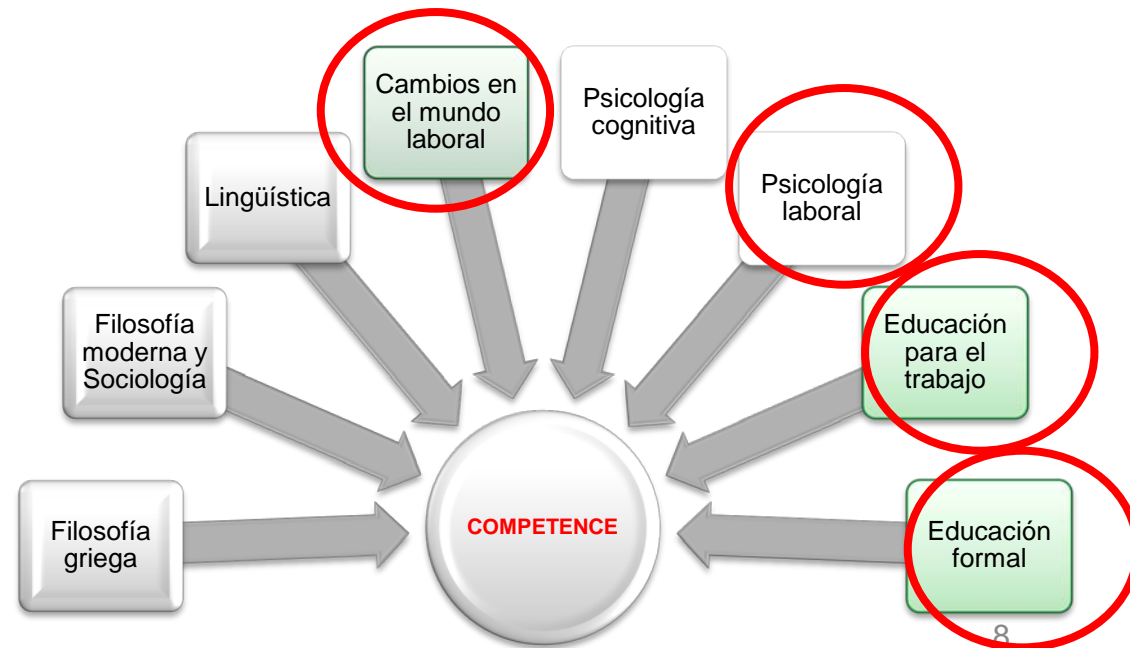 Cambios en
el mundo
laboral
Psicología
cognitiva
Lingüística
Psicología
laboral
Filosofía
moderna y
Sociología
Educación
para el
trabajo
Filosofía
griega
COMPETENCE
Educación
formal
8